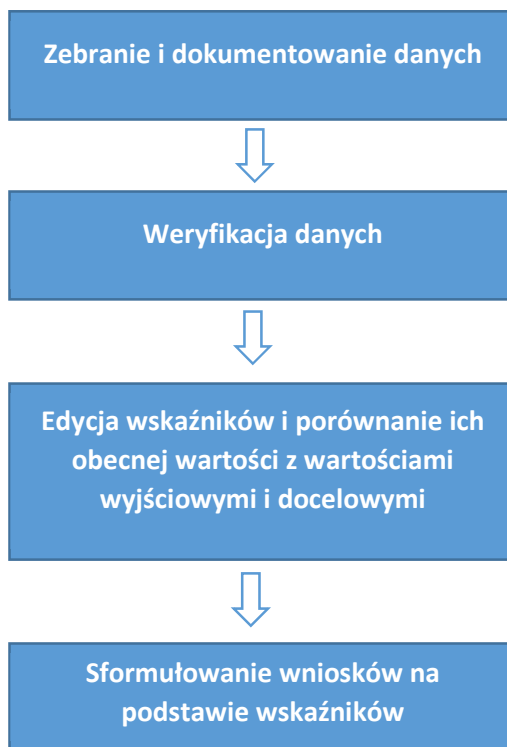 Zebranie i dokumentowanie danych
Weryfikacja danych
Edycja wskaźników i porównanie ich
obecnej wartości z wartościami
wyjściowymi i docelowymi
Sformułowanie wniosków na
podstawie wskaźników